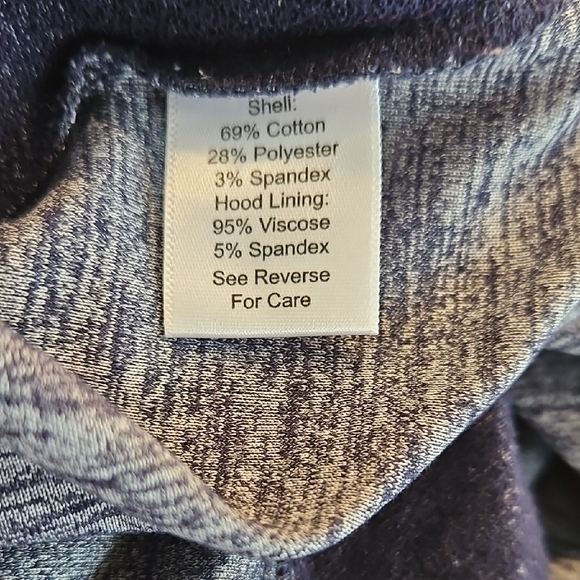 Shell:
69% Cotton
28% Polyester
3% Spandex
Hood Lining:
95% Viscose
5% Spandex
See Reverse
For Care